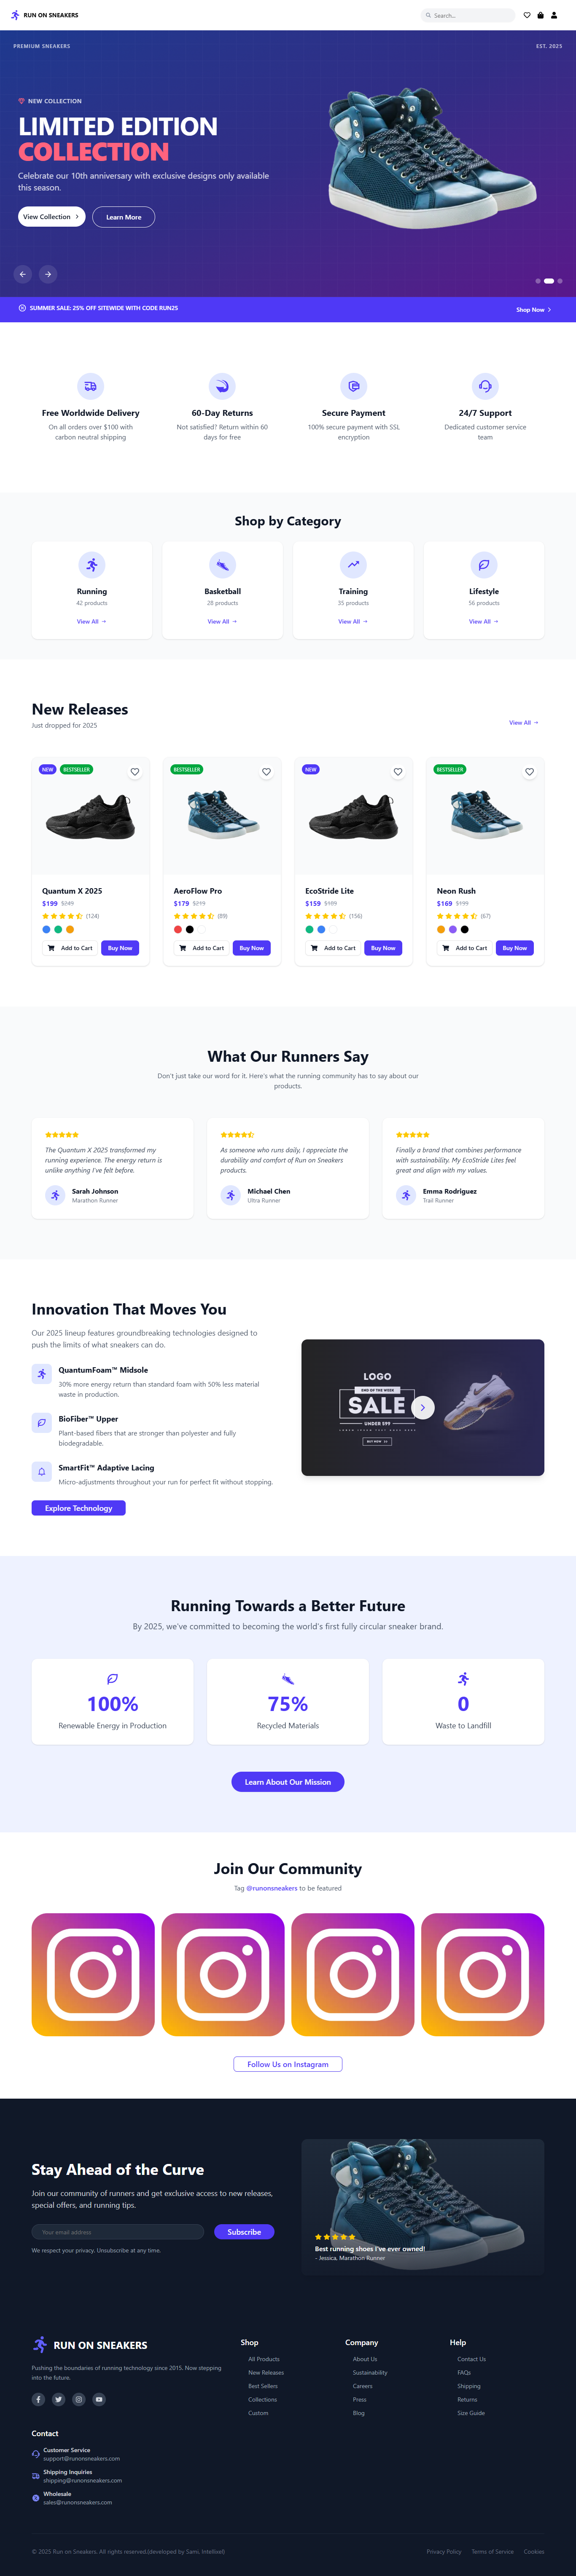 RUN ON SNEAKERS
Search...
PREMIUM SNEAKERS
EST. 2025
NEW COLLECTION
LIMITED EDITION
COLLECTION
Celebrate our 10th anniversary with exclusive designs only available
this season.
View Collection
Learn More
SUMMER SALE: 25% OFF SITEWIDE WITH CODE RUN25
Shop Now
Free Worldwide Delivery
On all orders over $100 with
carbon neutral shipping
60-Day Returns
Not satisfied? Return within 60
days for free
Secure Payment
100% secure payment with SSL
encryption
24/7 Support
Dedicated customer service
team
Shop by Category
Running
42 products
View All
Basketball
28 products
View All
Training
35 products
View All
Lifestyle
56 products
View All
New Releases
Just dropped for 2025
View All
NEW
BESTSELLER
Quantum X 2025
$199 $249
(124)
Add to Cart
Buy Now
BESTSELLER
AeroFlow Pro
$179 $219
(89)
Add to Cart
Buy Now
NEW
EcoStride Lite
$159 $189
(156)
Add to Cart
Buy Now
BESTSELLER
Neon Rush
$169 $199
(67)
Add to Cart
Buy Now
What Our Runners Say
Don't just take our word for it. Here's what the running community has to say about our
products.
The Quantum X 2025 transformed my
running experience. The energy return is
unlike anything I've felt before.
Sarah Johnson
Marathon Runner
As someone who runs daily, I appreciate the
durability and comfort of Run on Sneakers
products.
Michael Chen
Ultra Runner
Finally a brand that combines performance
with sustainability. My EcoStride Lites feel
great and align with my values.
Emma Rodriguez
Trail Runner
Innovation That Moves You
Our 2025 lineup features groundbreaking technologies designed to
push the limits of what sneakers can do.
QuantumFoam™ Midsole
30% more energy return than standard foam with 50% less material
waste in production.
BioFiber™ Upper
Plant-based fibers that are stronger than polyester and fully
biodegradable.
SmartFit™ Adaptive Lacing
Micro-adjustments throughout your run for perfect fit without stopping.
Explore Technology
LOGO
END OF THE WEEK
SALE
UNDER $99
BUY NOW
Running Towards a Better Future
By 2025, we've committed to becoming the world's first fully circular sneaker brand.
100%
Renewable Energy in Production
75%
Recycled Materials
0
Waste to Landfill
Learn About Our Mission
Join Our Community
Tag @runonsneakers to be featured
Follow Us on Instagram
Stay Ahead of the Curve
Join our community of runners and get exclusive access to new releases,
special offers, and running tips.
Your email address
Subscribe
We respect your privacy. Unsubscribe at any time.
Best running shoes I've ever owned!
- Jessica, Marathon Runner
RUN ON SNEAKERS
Pushing the boundaries of running technology since 2015. Now stepping
into the future.
Contact
Customer Service
support@runonsneakers.com
Shipping Inquiries
shipping@runonsneakers.com
Wholesale
sales@runonsneakers.com
Shop
All Products
New Releases
Best Sellers
Collections
Custom
Company
About Us
Sustainability
Careers
Press
Blog
Help
Contact Us
FAQs
Shipping
Returns
Size Guide
© 2025 Run on Sneakers. All rights reserved.(developed by Sami, Intellixel)
Privacy Policy
Terms of Service
Cookies